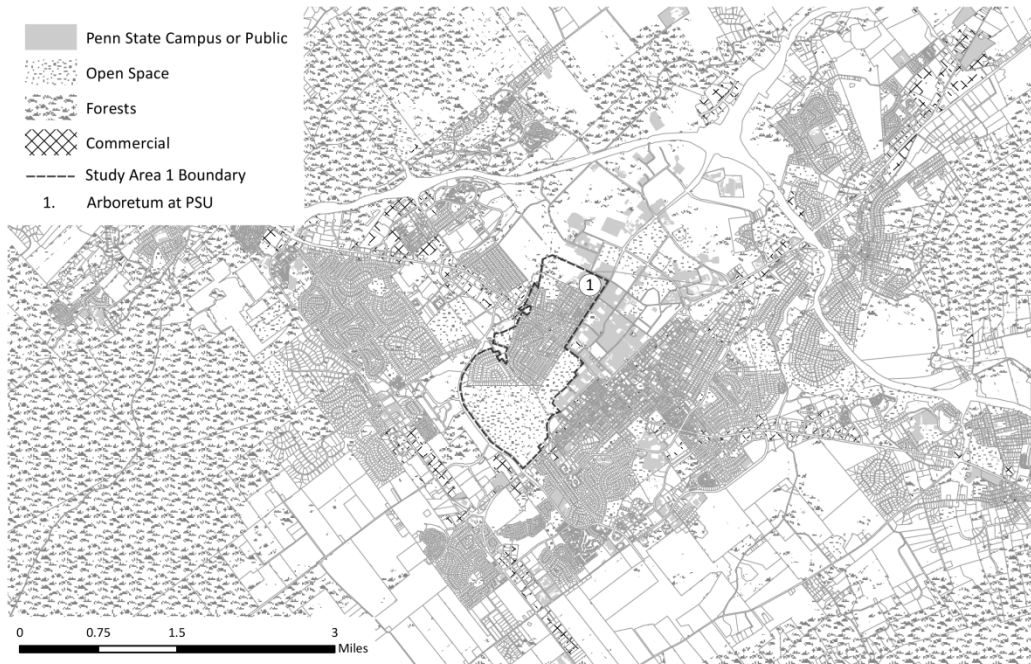 Penn State Campus or Public
Open Space
Forests
Commercial
Study Area 1 Boundary
1. Arboretum at PSU
1
0 0.75 1.5 3
Miles